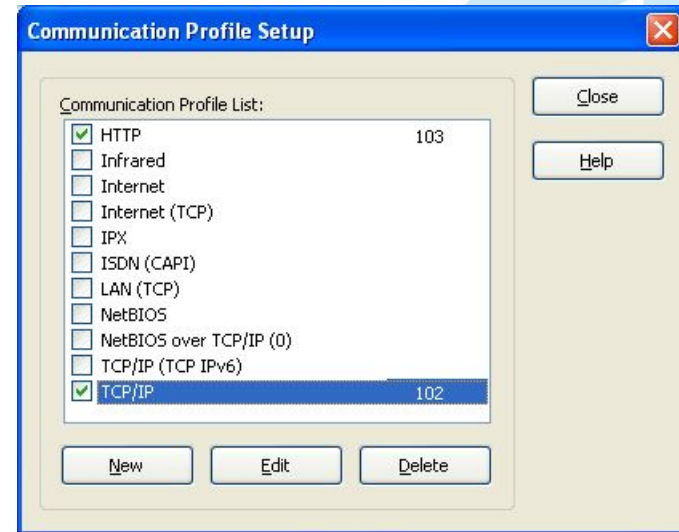 Communication Profile Setup
Communication Profile List:
Close
HTTP 103
Help
Infrared
Internet
Internet (TCP)
IPX
ISDN (CAPI)
LAN (TCP)
NetBIOS
NetBIOS over TCP/IP (0)
TCP/IP (TCP IPv6)
TCP/IP 102
New Edit Delete